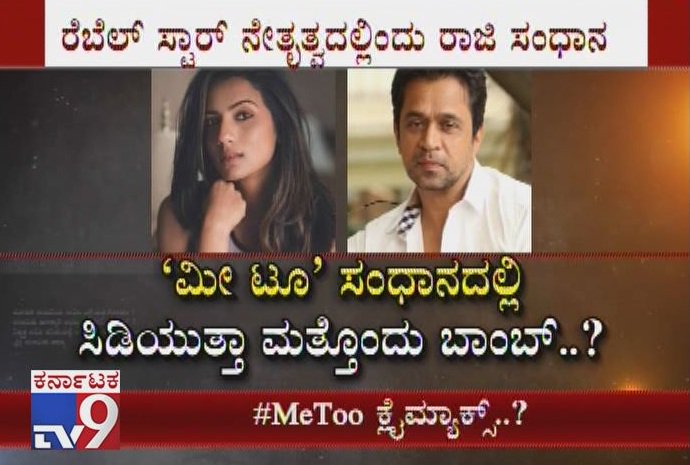 ರೆಬೆಲ್ ಸ್ಟಾರ್ ನೇತೃತ್ವದಲ್ಲಿಂದು ರಾಜಿ ಸಂಧಾನ
‘ಮೀ ಟೂ’ ಸಂಧಾನದಲ್ಲಿ
ಸಿಡಿಯುತ್ತಾ ಮತ್ತೊಂದು ಬಾಂಬ್..?
ಕರ್ನಾಟಕ
TV9
#MeToo ಕ್ಲೈಮ್ಯಾಕ್ಸ್..?